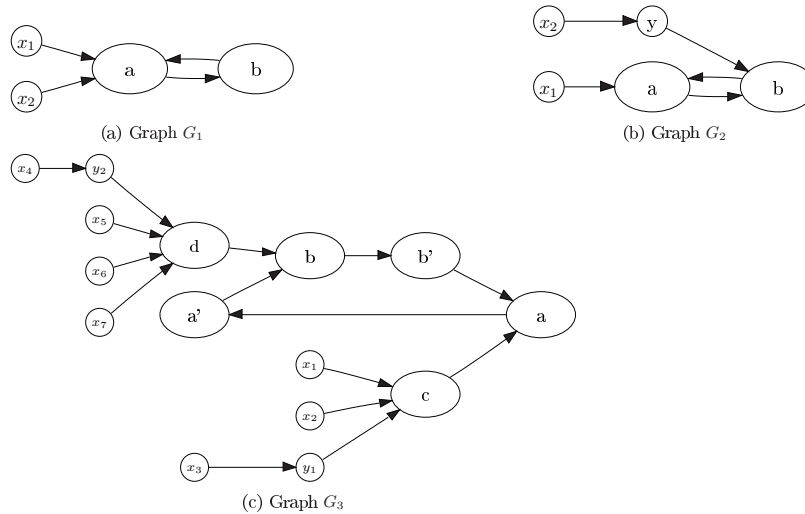 x₂ y
x₁ a b
x₂
x₁ a b
(a) Graph G₁ (b) Graph G₂
x₄ y₂
x₅ d
x₆ b b'
x₇ a' a
x₁
x₂ c
x₃ y₁
(c) Graph G₃